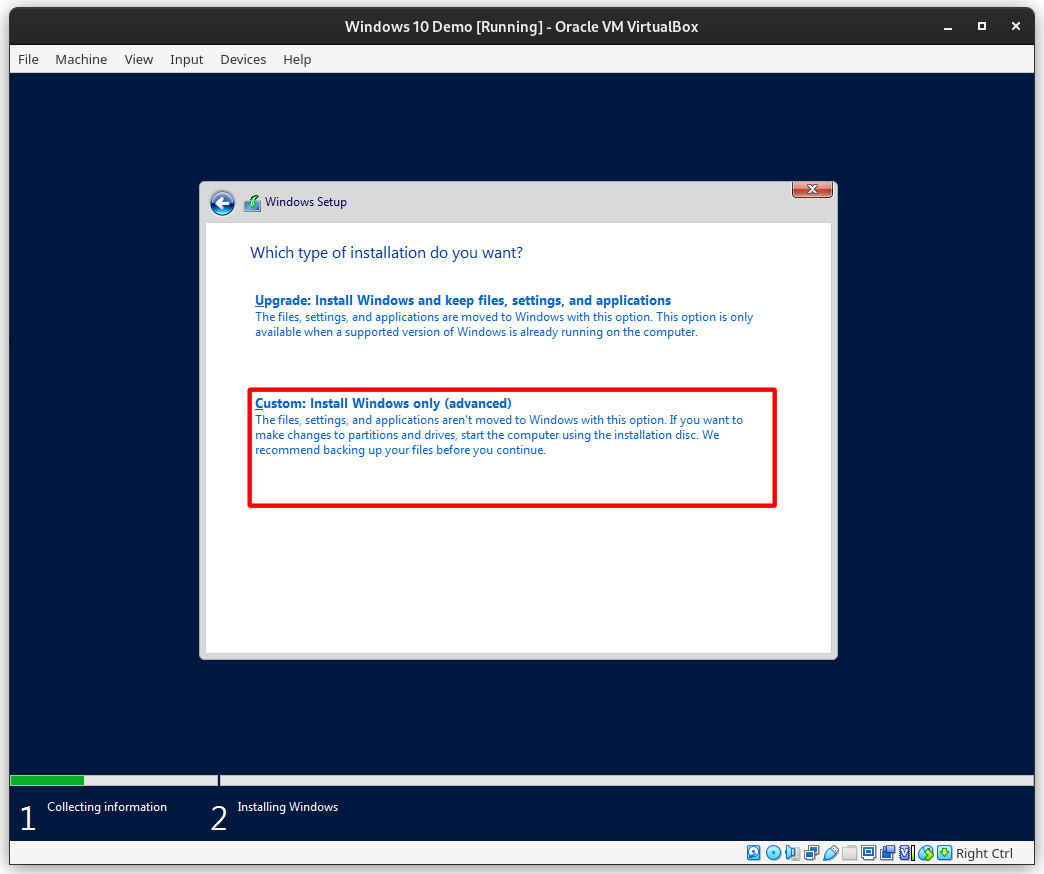 Windows 10 Demo [Running] - Oracle VM VirtualBox
File Machine View Input Devices Help
Windows Setup
Which type of installation do you want?
Upgrade: Install Windows and keep files, settings, and applications
The files, settings, and applications are moved to Windows with this option. This option is only
available when a supported version of Windows is already running on the computer.
Custom: Install Windows only (advanced)
The files, settings, and applications aren't moved to Windows with this option. If you want to
make changes to partitions and drives, start the computer using the installation disc. We
recommend backing up your files before you continue.
1 Collecting information 2 Installing Windows
Right Ctrl